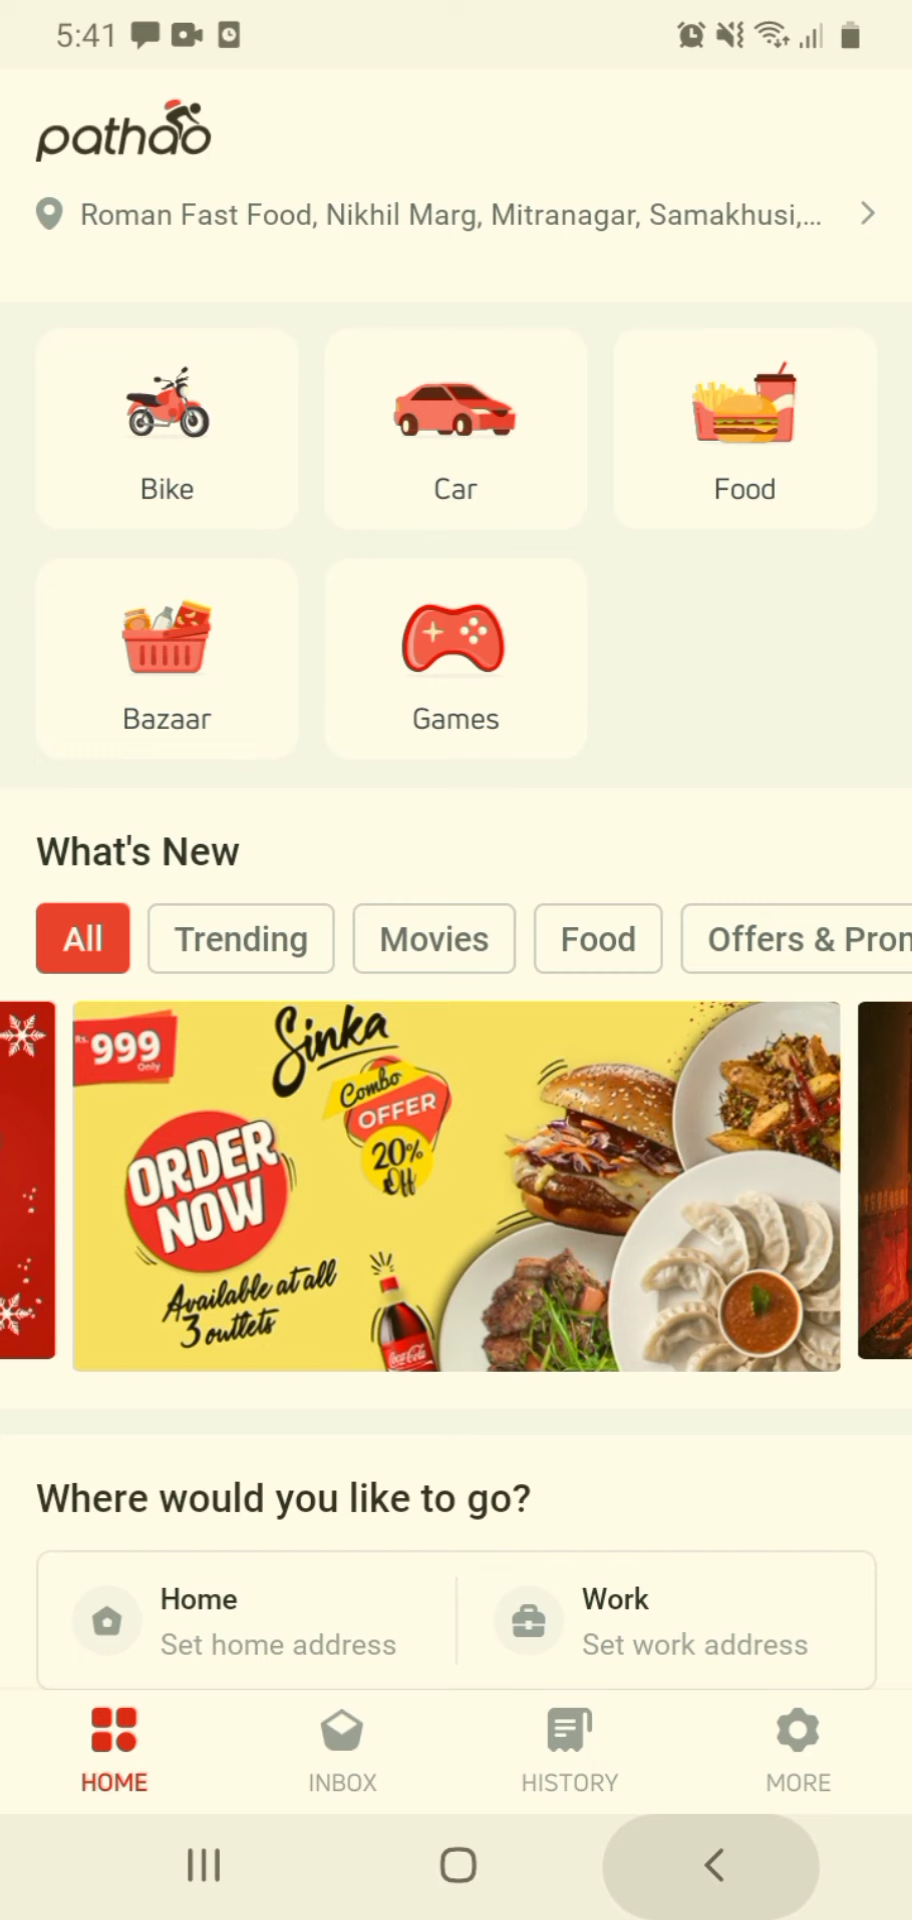 5:41
pathao
Roman Fast Food, Nikhil Marg, Mitranagar, Samakhusi,...
Bike
Car
Food
Bazaar
Games
What's New
All
Trending
Movies
Food
Offers & Pron
Rs. 999 Only
Sinka
Combo
OFFER
20%
Off
ORDER
NOW
Available at all
3 outlets
Coca-Cola
Where would you like to go?
Home
Set home address
Work
Set work address
HOME
INBOX
HISTORY
MORE